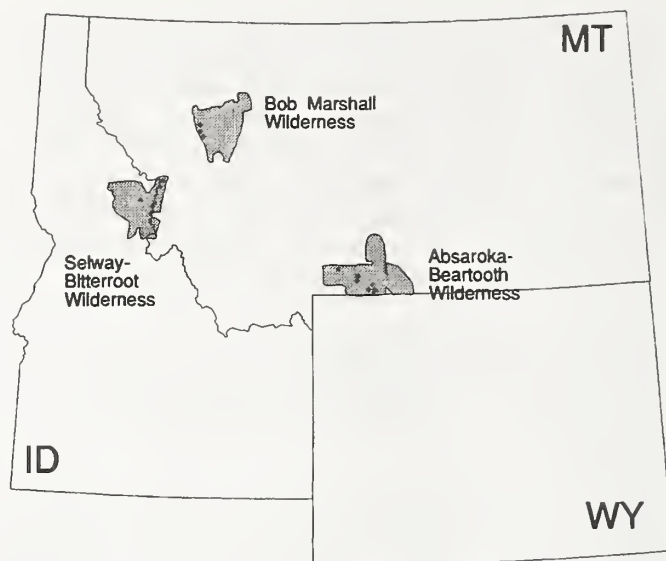 MT
Bob Marshall
Wilderness
Selway-
Bitterroot
Wilderness
Absaroka-
Beartooth
Wilderness
ID
WY